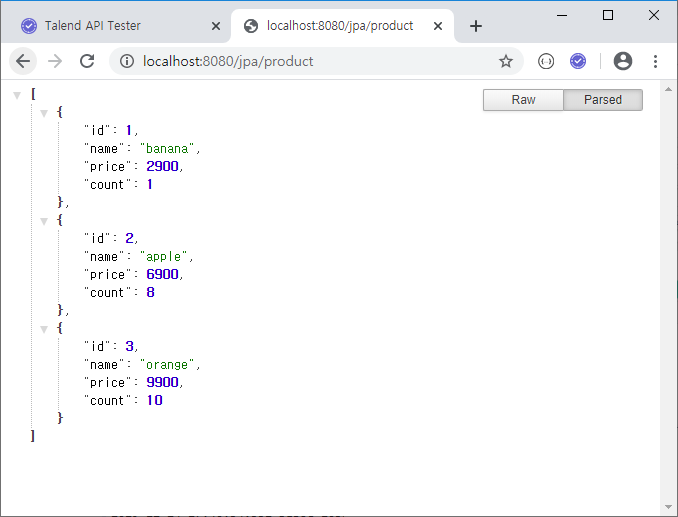 Talend API Tester
localhost:8080/jpa/product
localhost:8080/jpa/product
Raw
Parsed
[
{
"id": 1,
"name": "banana",
"price": 2900,
"count": 1
},
{
"id": 2,
"name": "apple",
"price": 6900,
"count": 8
},
{
"id": 3,
"name": "orange",
"price": 9900,
"count": 10
}
]